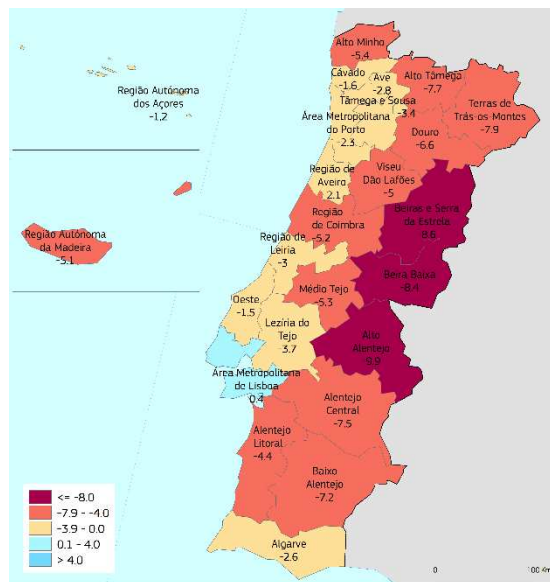 Alto Minho
-5.4
Cávado
-1.6
Ave
-2.8
Alto Tâmega
-7.7
Tâmega e Sousa
-3.4
Terras de
Trás-os-Montes
-7.9
Região Autónoma
dos Açores
-1.2
Área Metropolitana
do Porto
-2.3
Douro
-6.6
Viseu
Dão Lafões
-5
Região de
Aveiro
2.1
Beiras e Serra
da Estrela
8.6
Região
de Coimbra
-5.2
Região Autónoma
da Madeira
-5.1
Região de
Leiria
-3
Beira Baixa
-8.4
Médio Tejo
-5.3
Oeste
-1.5
Lezíria do
Tejo
3.7
Alto
Alentejo
-9.9
Área Metropolitana
de Lisboa
0.4
Alentejo
Central
-7.5
Alentejo
Litoral
-4.4
Baixo
Alentejo
-7.2
Algarve
-2.6
<= -8.0
-7.9 - -4.0
-3.9 - 0.0
0.1 - 4.0
> 4.0
0